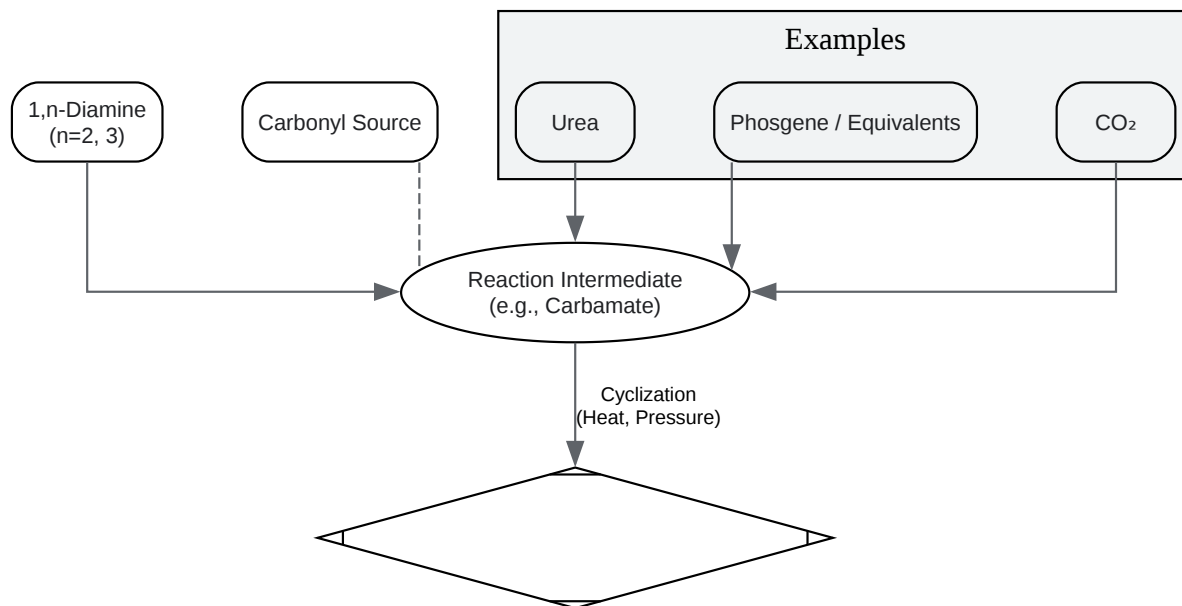 Examples
1,n-Diamine
(n=2, 3)
Carbonyl Source
Urea
Phosgene / Equivalents
CO₂
Reaction Intermediate
(e.g., Carbamate)
Cyclization
(Heat, Pressure)